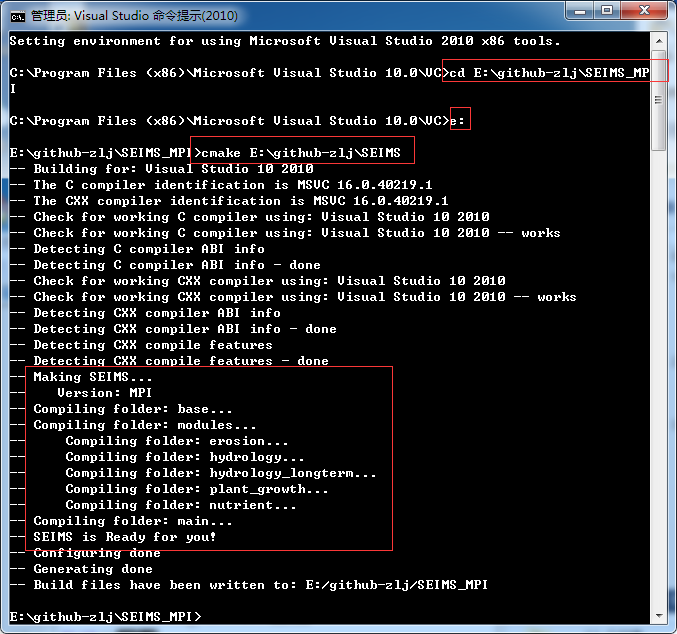 管理员: Visual Studio 命令提示(2010)
Setting environment for using Microsoft Visual Studio 2010 x86 tools.
C:\Program Files (x86)\Microsoft Visual Studio 10.0\VC>cd E:\github-zlj\SEIMS_MP
I
C:\Program Files (x86)\Microsoft Visual Studio 10.0\VC>e:
E:\github-zlj\SEIMS_MPI>cmake E:\github-zlj\SEIMS
-- Building for: Visual Studio 10 2010
-- The C compiler identification is MSVC 16.0.40219.1
-- The CXX compiler identification is MSVC 16.0.40219.1
-- Check for working C compiler using: Visual Studio 10 2010
-- Check for working C compiler using: Visual Studio 10 2010 -- works
-- Detecting C compiler ABI info
-- Detecting C compiler ABI info - done
-- Check for working CXX compiler using: Visual Studio 10 2010
-- Check for working CXX compiler using: Visual Studio 10 2010 -- works
-- Detecting CXX compiler ABI info
-- Detecting CXX compiler ABI info - done
-- Detecting CXX compile features
-- Detecting CXX compile features - done
-- Making SEIMS...
--    Version: MPI
-- Compiling folder: base...
-- Compiling folder: modules...
--     Compiling folder: erosion...
--     Compiling folder: hydrology...
--     Compiling folder: hydrology_longterm...
--     Compiling folder: plant_growth...
--     Compiling folder: nutrient...
-- Compiling folder: main...
-- SEIMS is Ready for you!
-- Configuring done
-- Generating done
-- Build files have been written to: E:/github-zlj/SEIMS_MPI
E:\github-zlj\SEIMS_MPI>